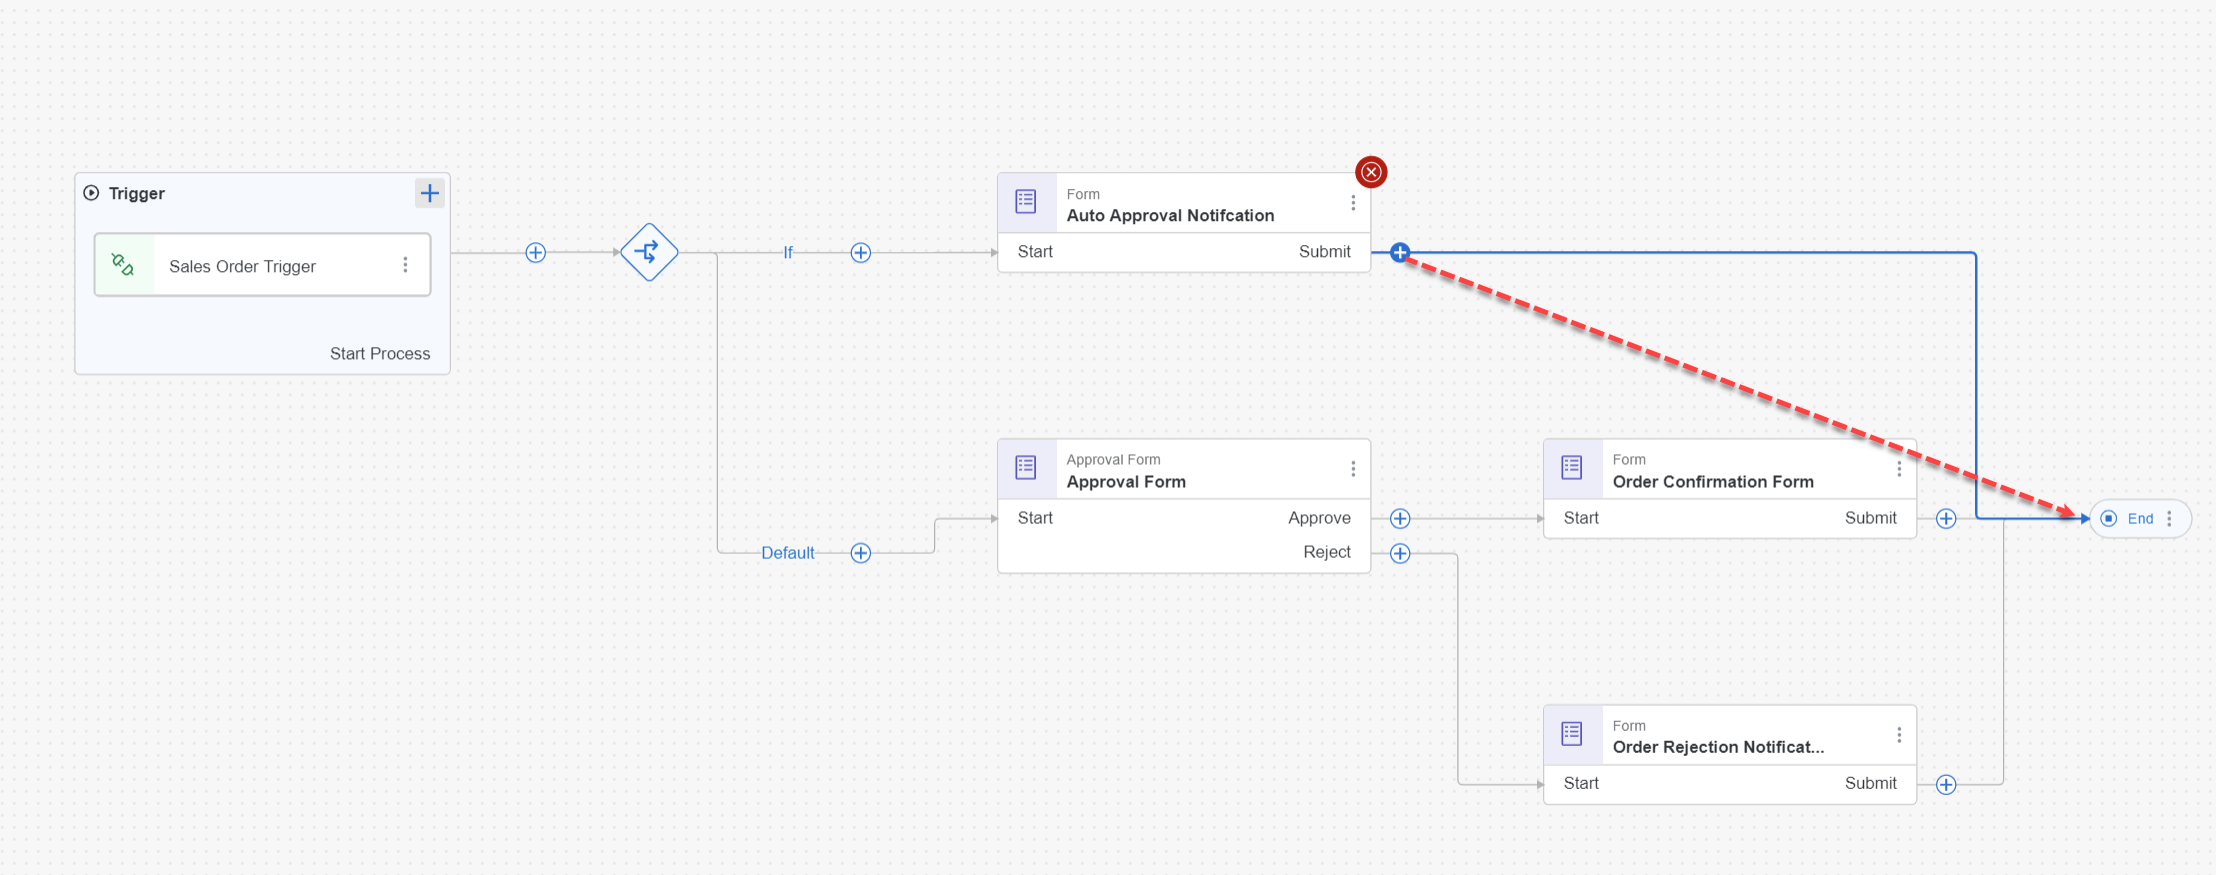 Trigger
Sales Order Trigger
Start Process
If
Default
Form
Auto Approval Notifcation
Start Submit
Approval Form
Approval Form
Start Approve
Reject
Form
Order Confirmation Form
Start Submit
Form
Order Rejection Notificat...
Start Submit
End